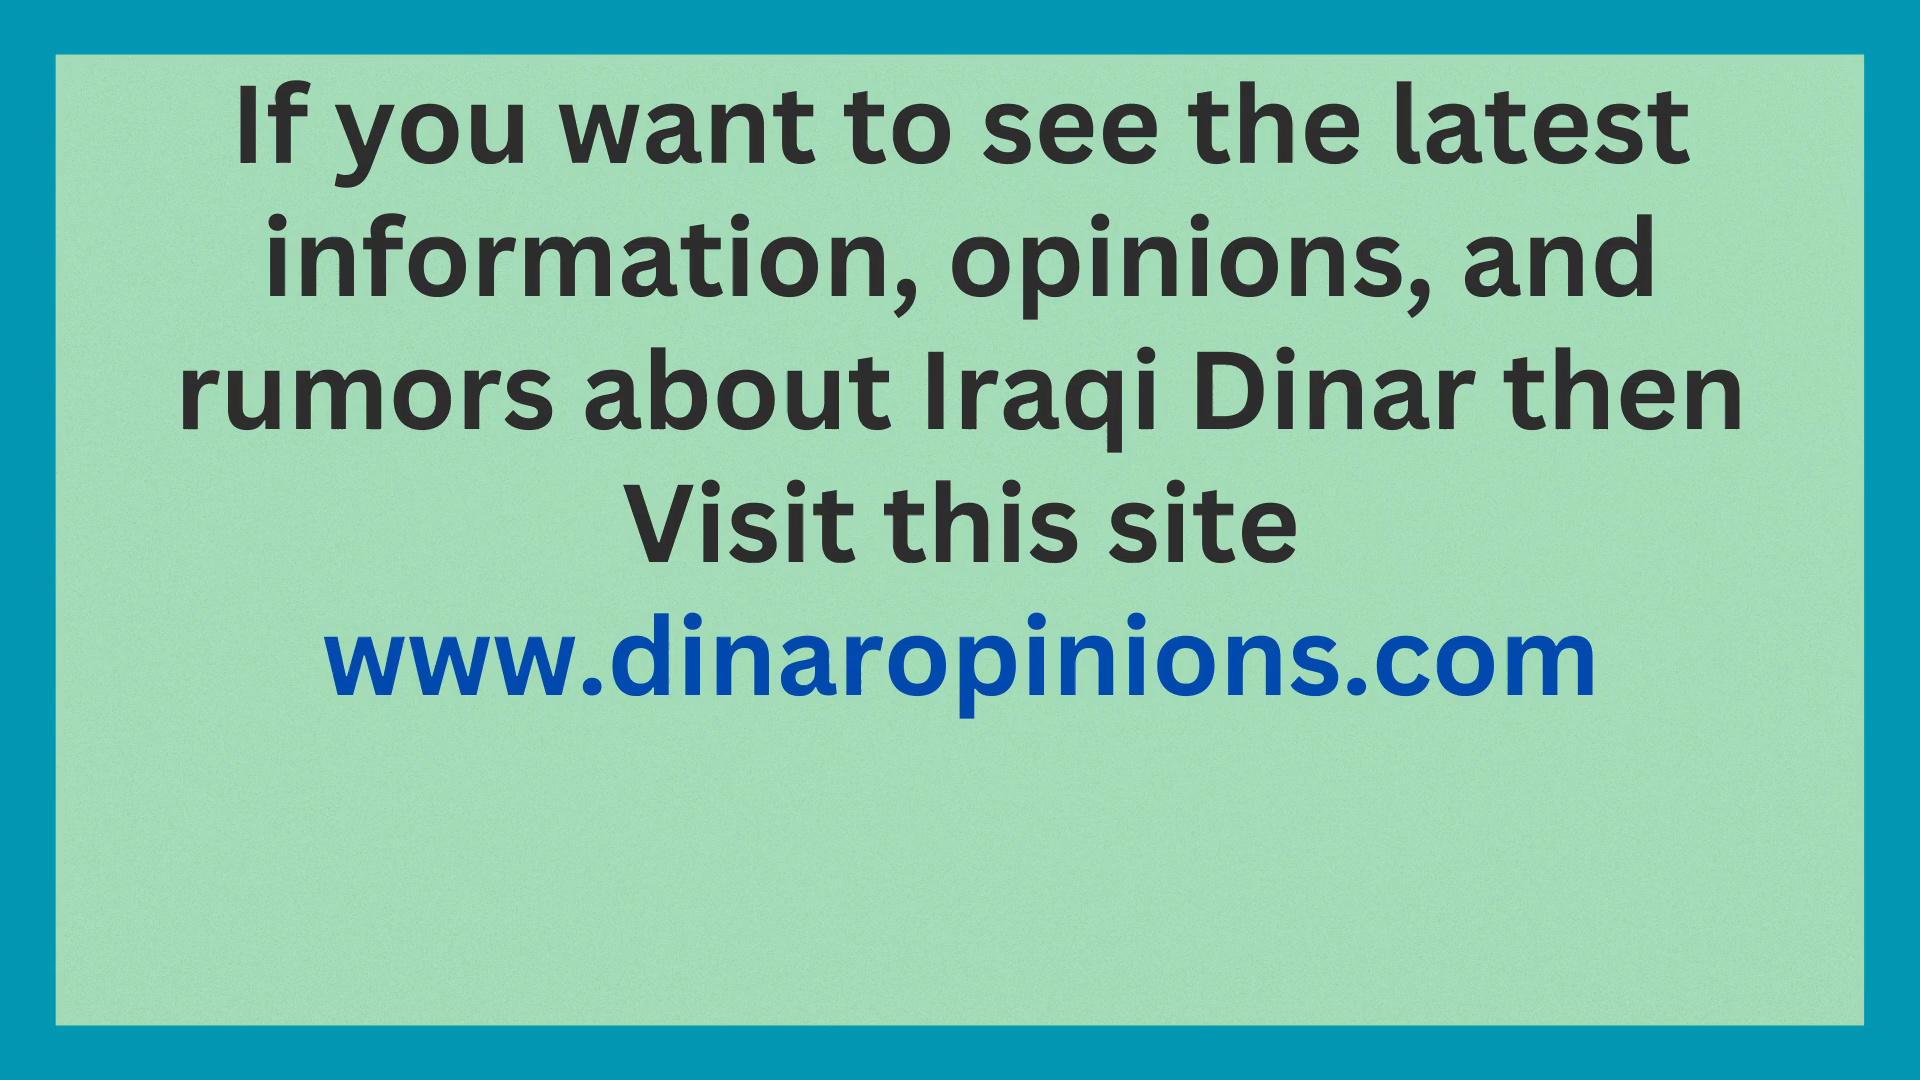 If you want to see the latest
information, opinions, and
rumors about Iraqi Dinar then
Visit this site
www.dinaropinions.com